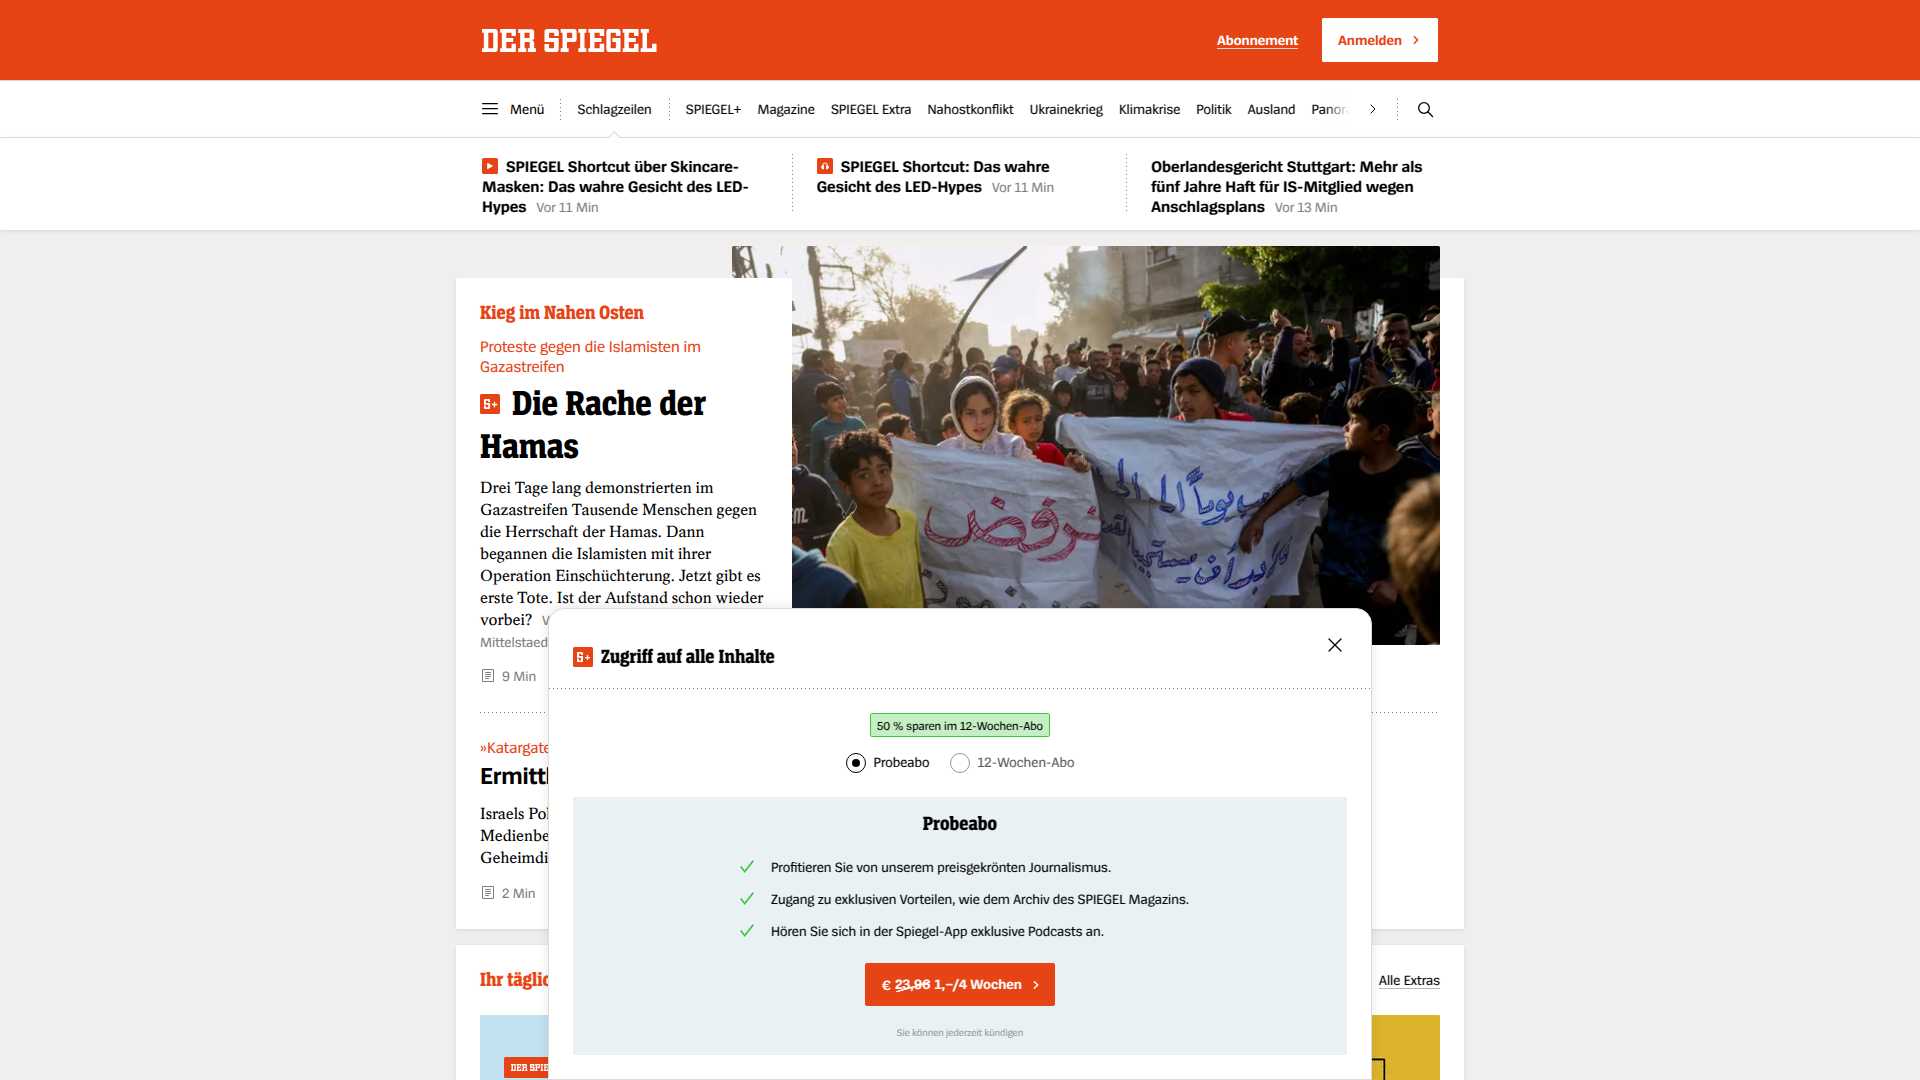 DER SPIEGEL
Abonnement
Anmelden
Menü
Schlagzeilen
SPIEGEL+
Magazine
SPIEGEL Extra
Nahostkonflikt
Ukrainekrieg
Klimakrise
Politik
Ausland
SPIEGEL Shortcut über Skincare-
Masken: Das wahre Gesicht des LED-
Hypes Vor 11 Min
SPIEGEL Shortcut: Das wahre
Gesicht des LED-Hypes Vor 11 Min
Oberlandesgericht Stuttgart: Mehr als
fünf Jahre Haft für IS-Mitglied wegen
Anschlagsplans Vor 13 Min
Kieg im Nahen Osten
Proteste gegen die Islamisten im
Gazastreifen
Die Rache der
Hamas
Drei Tage lang demonstrierten im
Gazastreifen Tausende Menschen gegen
die Herrschaft der Hamas. Dann
begannen die Islamisten mit ihrer
Operation Einschüchterung. Jetzt gibt es
erste Tote. Ist der Aufstand schon wieder
vorbei?
Mittelstaed
9 Min
نرفض
»Katargate
Ermittl
Israels Pol
Medienbe
Geheimdi
2 Min
Zugriff auf alle Inhalte
50 % sparen im 12-Wochen-Abo
Probeabo
12-Wochen-Abo
Probeabo
Profitieren Sie von unserem preisgekrönten Journalismus.
Zugang zu exklusiven Vorteilen, wie dem Archiv des SPIEGEL Magazins.
Hören Sie sich in der Spiegel-App exklusive Podcasts an.
€ 23,96 1,–/4 Wochen
Sie können jederzeit kündigen
Ihr täglic
Alle Extras
DER SPIE